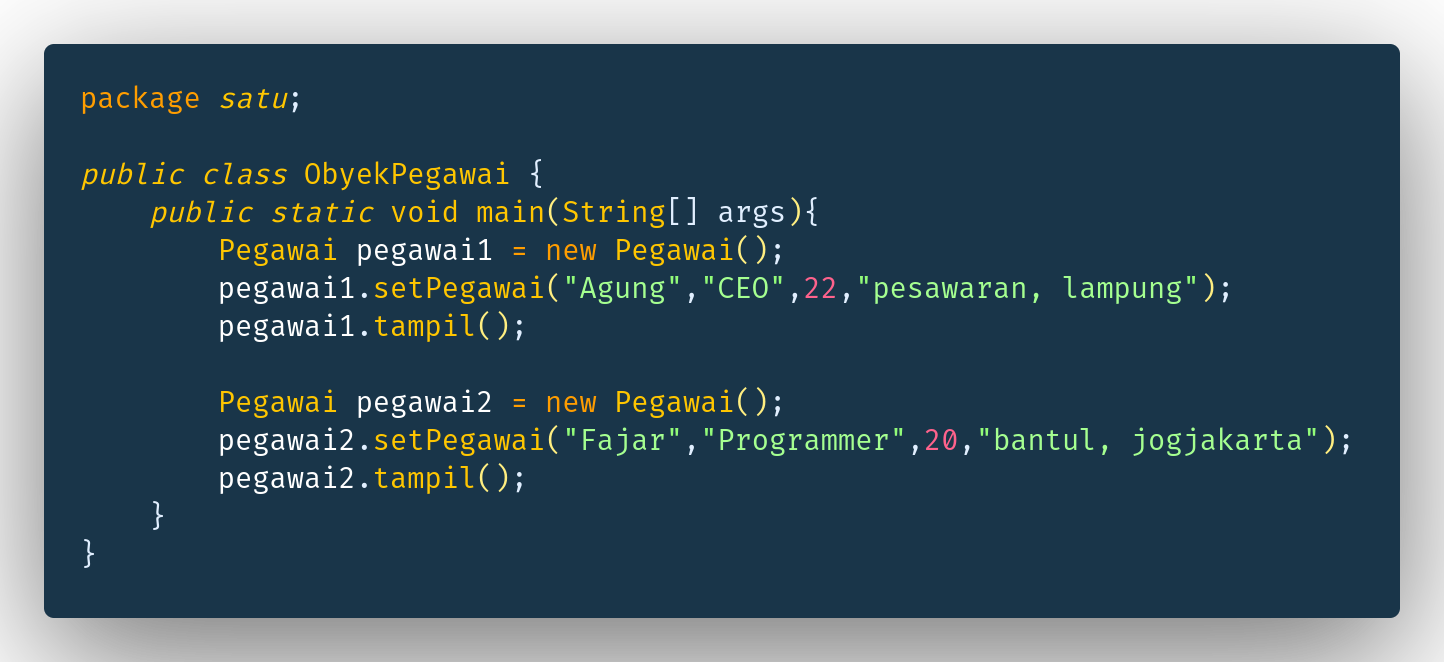 package satu;

public class ObyekPegawai {
    public static void main(String[] args){
        Pegawai pegawai1 = new Pegawai();
        pegawai1.setPegawai("Agung","CEO",22,"pesawaran, lampung");
        pegawai1.tampil();

        Pegawai pegawai2 = new Pegawai();
        pegawai2.setPegawai("Fajar","Programmer",20,"bantul, jogjakarta");
        pegawai2.tampil();
    }
}